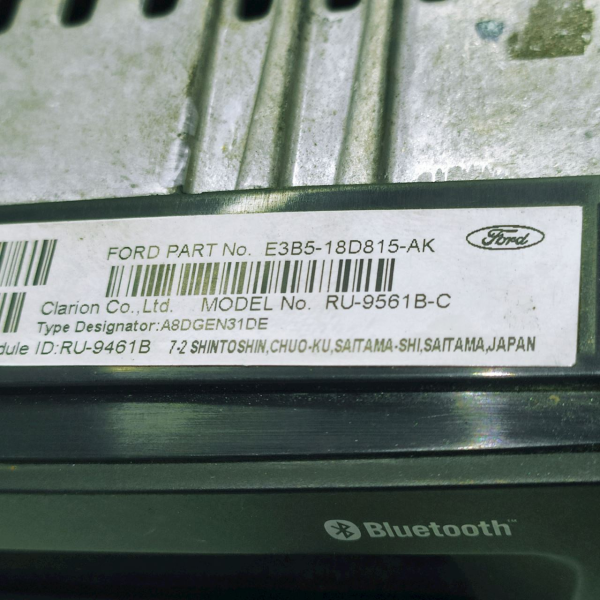 FORD PART No. E3B5-18D815-AK Ford
Clarion Co.,Ltd. MODEL No. RU-9561B-C
Type Designator:A8DGEN31DE
dule ID:RU-9461B 7-2 SHINTOSHIN,CHUO-KU,SAITAMA-SHI,SAITAMA,JAPAN
Bluetooth™